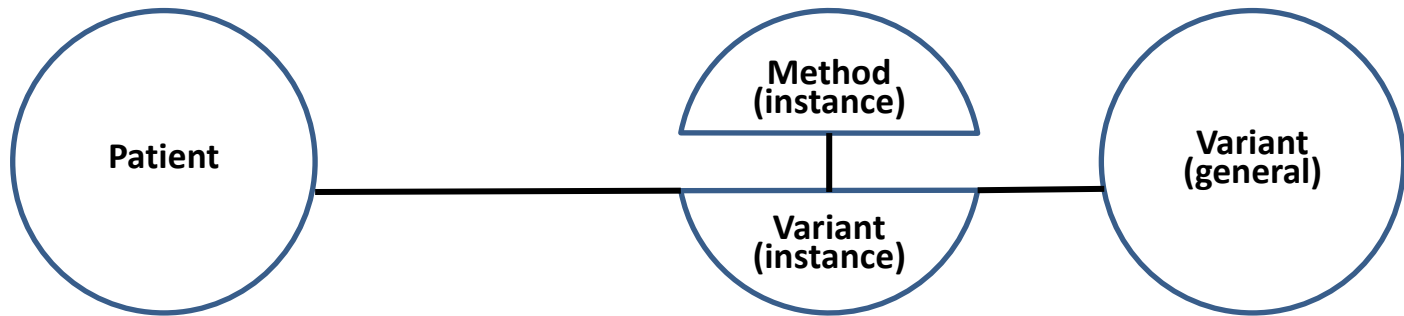 Patient
Method
(instance)
Variant
(instance)
Variant
(general)